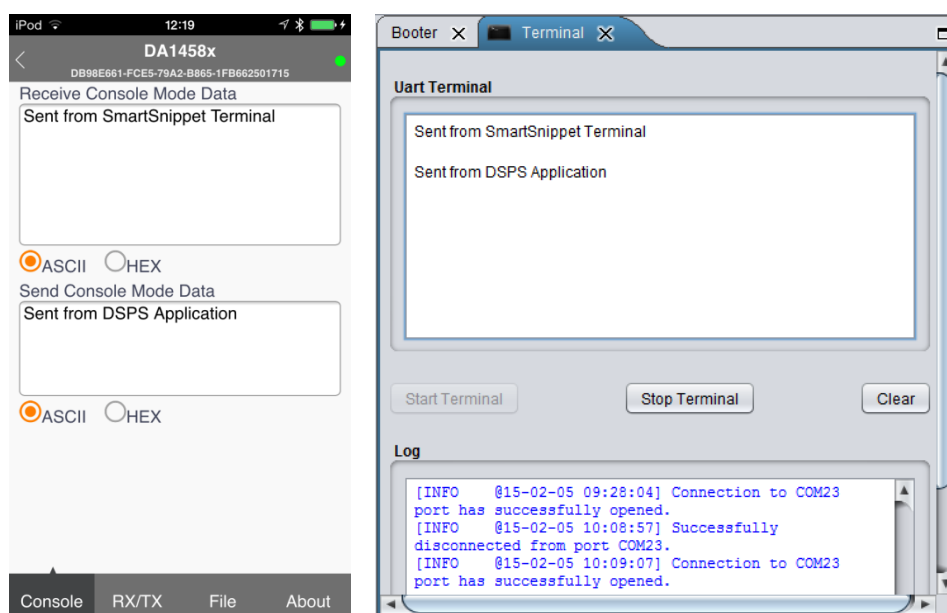 iPod 12:19
DA1458x
DB98E661-FCE5-79A2-B865-1FB662501715
Receive Console Mode Data
Sent from SmartSnippet Terminal
ASCII HEX
Send Console Mode Data
Sent from DSPS Application
ASCII HEX
Console RX/TX File About
Booter Terminal
Uart Terminal
Sent from SmartSnippet Terminal
Sent from DSPS Application
Start Terminal Stop Terminal Clear
Log
[INFO @15-02-05 09:28:04] Connection to COM23
port has successfully opened.
[INFO @15-02-05 10:08:57] Successfully
disconnected from port COM23.
[INFO @15-02-05 10:09:07] Connection to COM23
port has successfully opened.